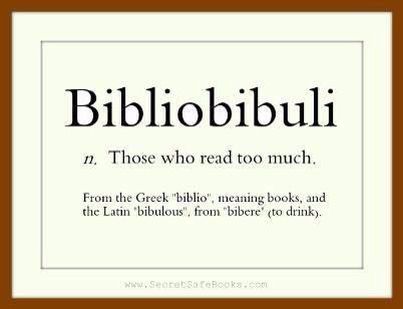 Bibliobibuli
n. Those who read too much.
From the Greek "biblio", meaning books, and
the Latin "bibulous", from "bibere" (to drink).
www.SecretSafeBooks.com